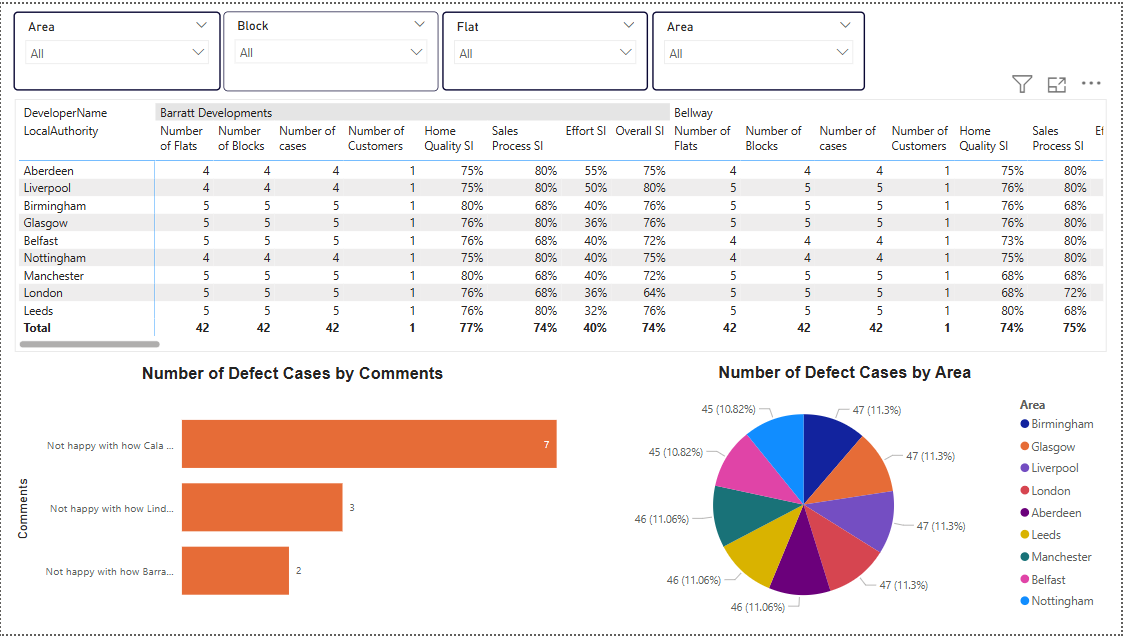 Area
All
Block
All
Flat
All
Area
All
DeveloperName Barratt Developments Bellway
LocalAuthority Number of Flats Number of Blocks Number of cases Number of Customers Home Quality SI Sales Process SI Effort SI Overall SI Number of Flats Number of Blocks Number of cases Number of Customers Home Quality SI Sales Process SI
Aberdeen 4 4 4 1 75% 80% 55% 75% 4 4 4 1 75% 80%
Liverpool 4 4 4 1 75% 80% 50% 80% 5 5 5 1 76% 80%
Birmingham 5 5 5 1 80% 68% 40% 76% 5 5 5 1 76% 68%
Glasgow 5 5 5 1 76% 80% 36% 76% 5 5 5 1 76% 80%
Belfast 5 5 5 1 76% 68% 40% 72% 4 4 4 1 73% 80%
Nottingham 4 4 4 1 75% 80% 40% 75% 4 4 4 1 75% 80%
Manchester 5 5 5 1 80% 68% 40% 72% 5 5 5 1 68% 68%
London 5 5 5 1 76% 68% 36% 64% 5 5 5 1 68% 72%
Leeds 5 5 5 1 76% 80% 32% 76% 5 5 5 1 80% 68%
Total 42 42 42 1 77% 74% 40% 74% 42 42 42 1 74% 75%
Number of Defect Cases by Comments
Comments
Not happy with how Cala ... 7
Not happy with how Lind... 3
Not happy with how Barra... 2
Number of Defect Cases by Area
45 (10.82%)
47 (11.3%)
45 (10.82%)
47 (11.3%)
46 (11.06%)
47 (11.3%)
46 (11.06%)
47 (11.3%)
46 (11.06%)
Area
Birmingham
Glasgow
Liverpool
London
Aberdeen
Leeds
Manchester
Belfast
Nottingham